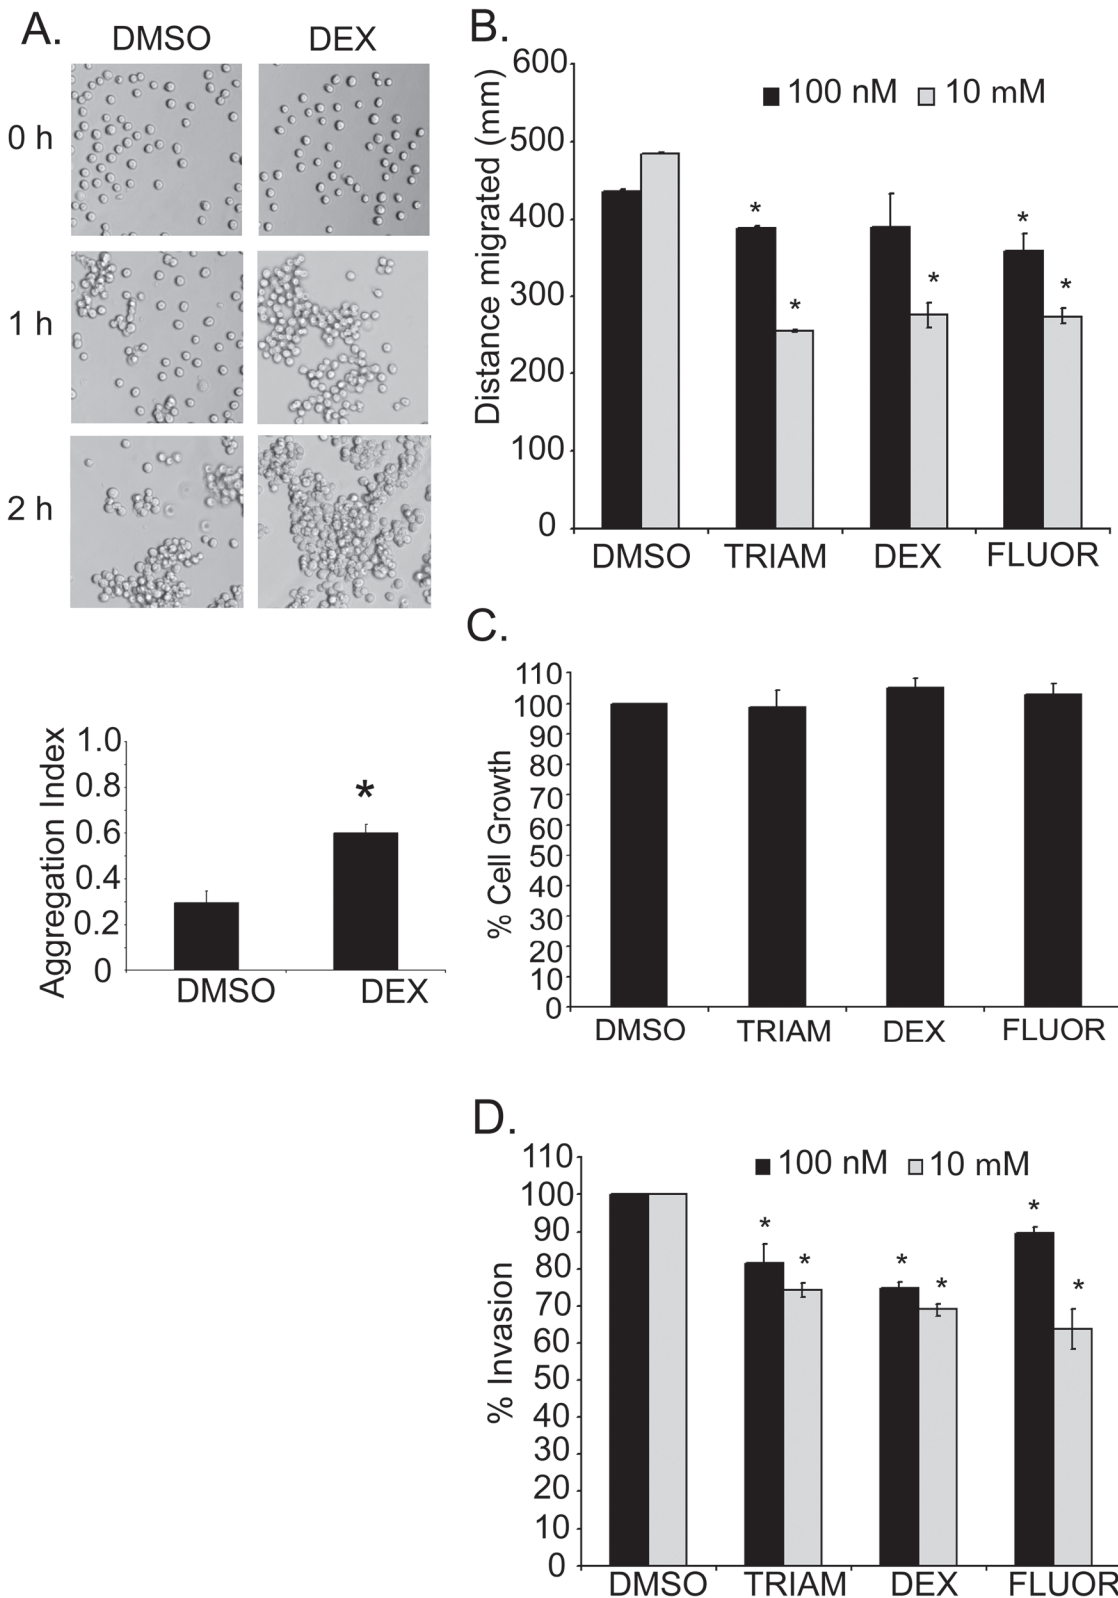 A.
DMSO DEX
0 h
1 h
2 h
Aggregation Index
1.0
0.8
0.6
0.4
0.2
0
*
DMSO DEX
B.
Distance migrated (mm)
600
500
400
300
200
100
0
100 nM 10 mM
* * * * *
DMSO TRIAM DEX FLUOR
C.
% Cell Growth
110
100
90
80
70
60
50
40
30
20
10
0
DMSO TRIAM DEX FLUOR
D.
% Invasion
110
100
90
80
70
60
50
40
30
20
10
0
100 nM 10 mM
* * * * * *
DMSO TRIAM DEX FLUOR